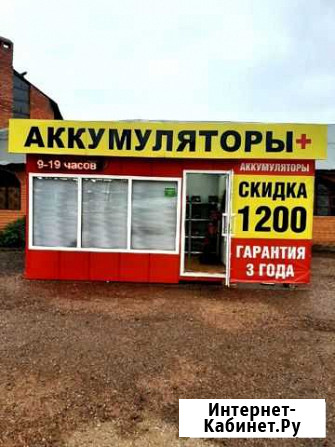 АККУМУЛЯТОРЫ+
9-19 часов
АККУМУЛЯТОРЫ
СКИДКА
1200
ГАРАНТИЯ
3 ГОДА
Интернет-
Кабинет.Ру